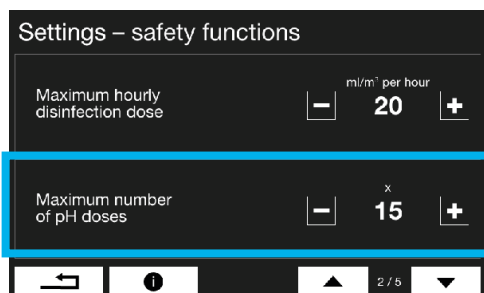 Settings – safety functions
Maximum hourly
disinfection dose
ml/m³ per hour
− 20 +
Maximum number
of pH doses
x
− 15 +
2/5